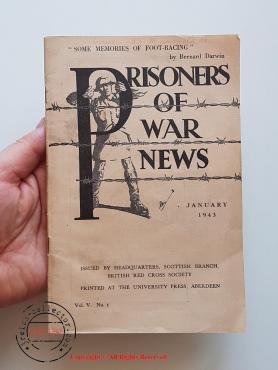 "SOME MEMORIES OF FOOT-RACING"
by Bernard Darwin
PRISONERS
OF
WAR
NEWS
JANUARY
1943
ISSUED BY HEADQUARTERS, SCOTTISH BRANCH,
BRITISH RED CROSS SOCIETY
PRINTED AT THE UNIVERSITY PRESS, ABERDEEN
Vol. V. No. 1
Copyright / All Rights Reserved